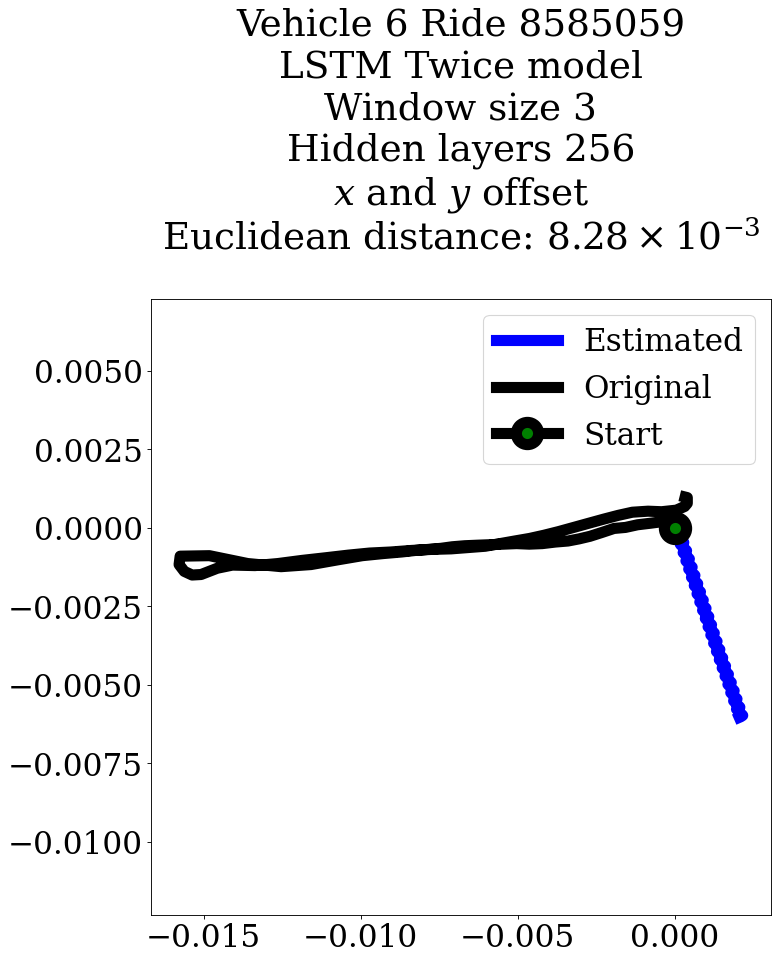 Vehicle 6 Ride 8585059
LSTM Twice model
Window size 3
Hidden layers 256
x and y offset
Euclidean distance: 8.28 × 10⁻³
Estimated
Original
Start
0.0050
0.0025
0.0000
−0.0025
−0.0050
−0.0075
−0.0100
−0.015 −0.010 −0.005 0.000